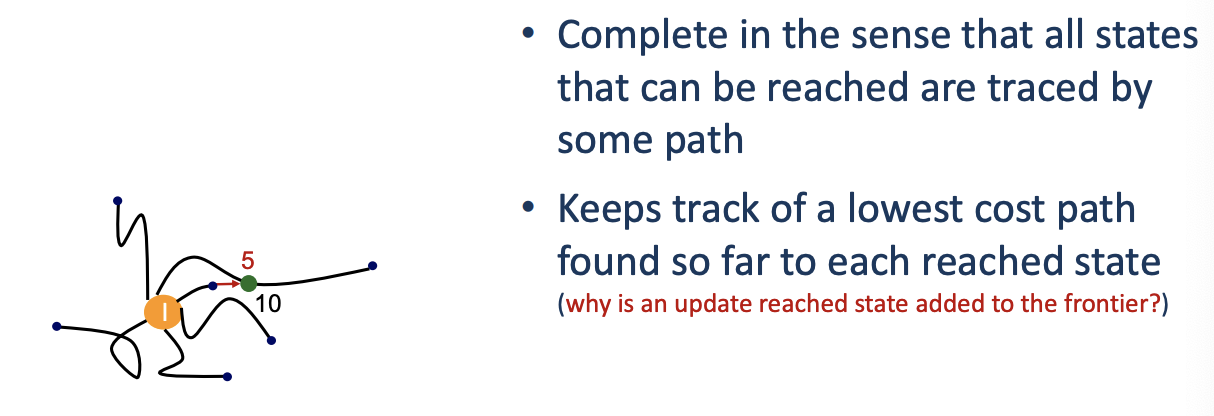 • Complete in the sense that all states
that can be reached are traced by
some path
• Keeps track of a lowest cost path
found so far to each reached state
(why is an update reached state added to the frontier?)
5
10
I